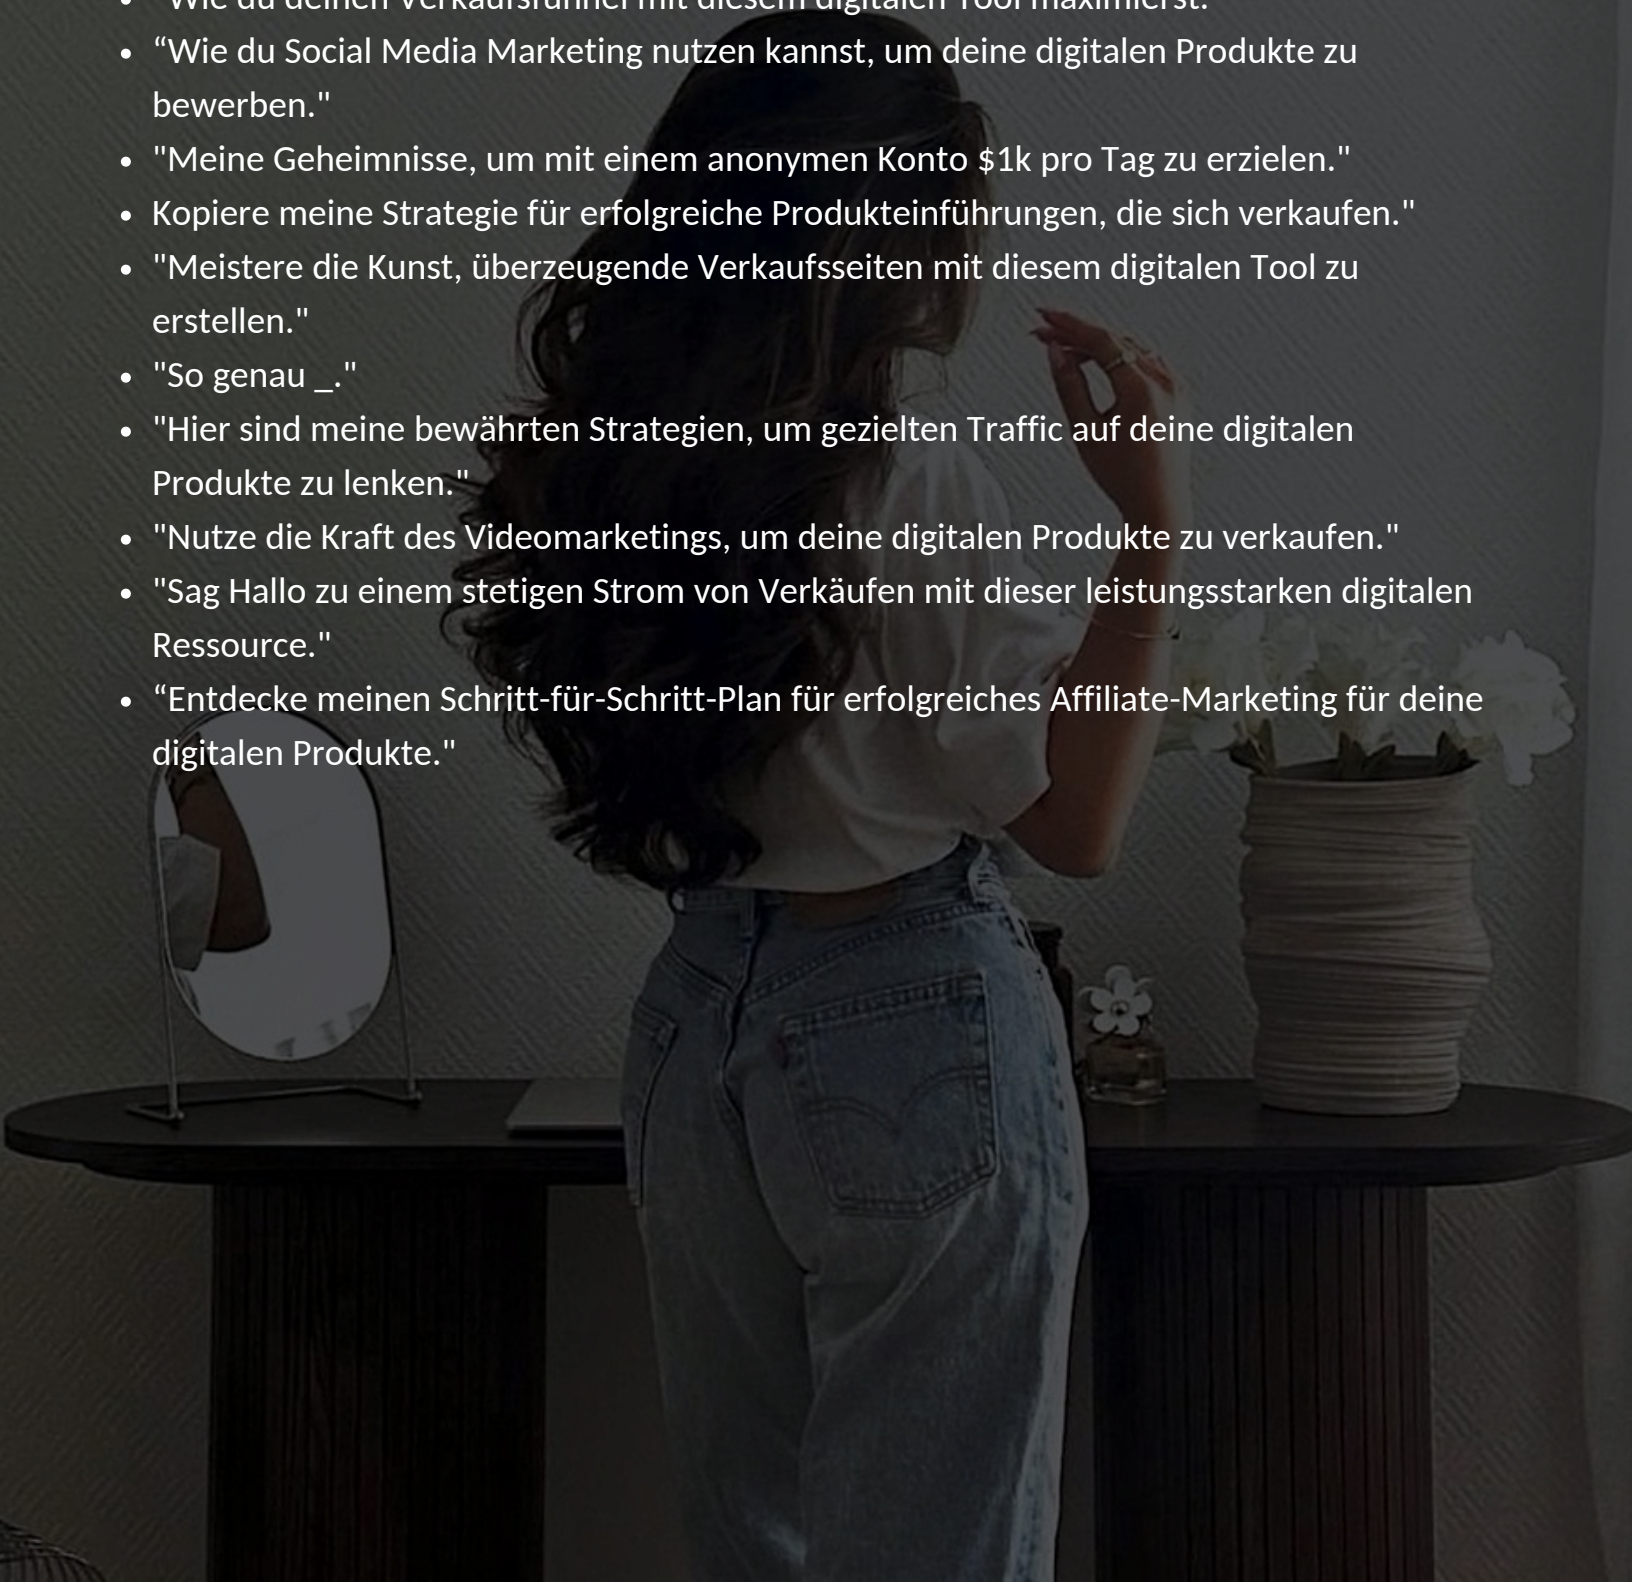 • "Wie du deinen Verkaufsfunnel mit diesem digitalen Tool maximierst.
• “Wie du Social Media Marketing nutzen kannst, um deine digitalen Produkte zu
bewerben."
• "Meine Geheimnisse, um mit einem anonymen Konto $1k pro Tag zu erzielen."
• Kopiere meine Strategie für erfolgreiche Produkteinführungen, die sich verkaufen."
• "Meistere die Kunst, überzeugende Verkaufsseiten mit diesem digitalen Tool zu
erstellen."
• "So genau _."
• "Hier sind meine bewährten Strategien, um gezielten Traffic auf deine digitalen
Produkte zu lenken."
• "Nutze die Kraft des Videomarketings, um deine digitalen Produkte zu verkaufen."
• "Sag Hallo zu einem stetigen Strom von Verkäufen mit dieser leistungsstarken digitalen
Ressource."
• “Entdecke meinen Schritt-für-Schritt-Plan für erfolgreiches Affiliate-Marketing für deine
digitalen Produkte."